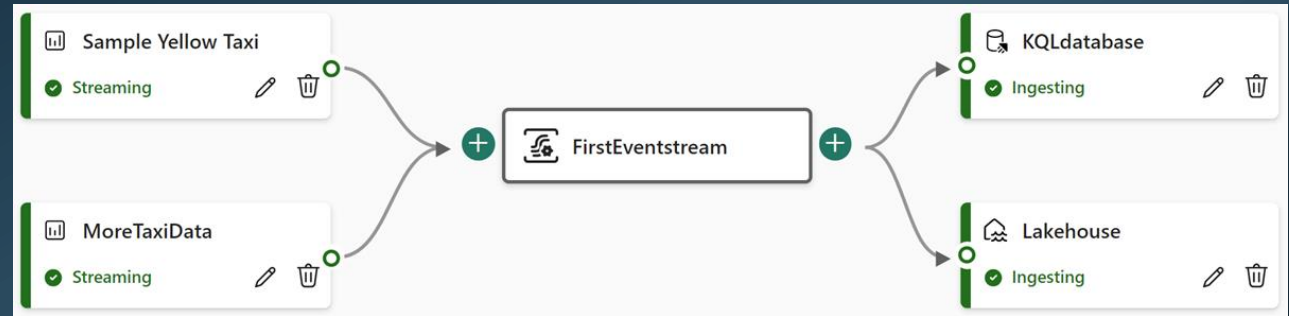 Sample Yellow Taxi
Streaming
MoreTaxiData
Streaming
FirstEventstream
KQLdatabase
Ingesting
Lakehouse
Ingesting